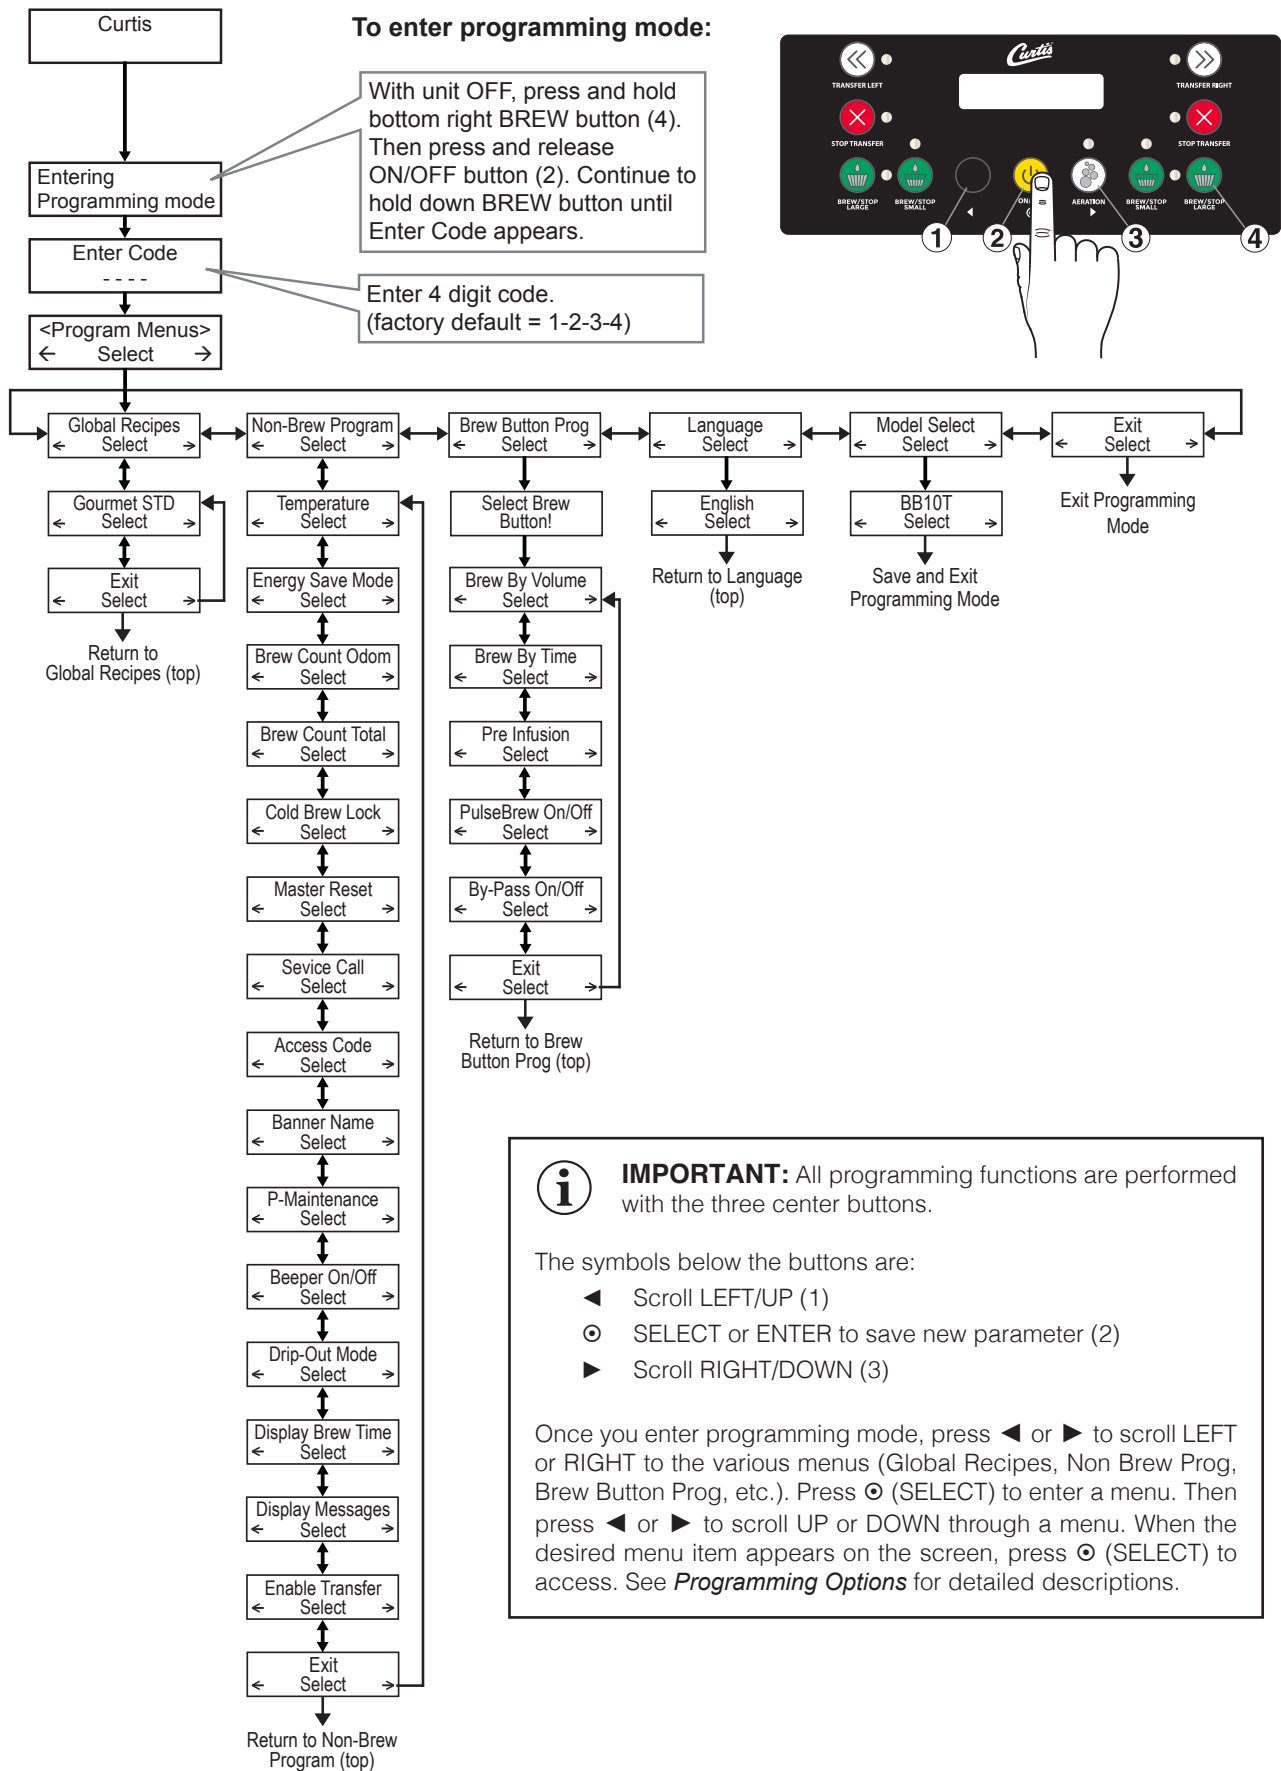 Curtis
To enter programming mode:
With unit OFF, press and hold
bottom right BREW button (4).
Then press and release
ON/OFF button (2). Continue to
hold down BREW button until
Enter Code appears.
Entering
Programming mode
Enter Code
- - - -
Enter 4 digit code.
(factory default = 1-2-3-4)
<Program Menus>
← Select →
Curtis
TRANSFER LEFT
TRANSFER RIGHT
STOP TRANSFER
STOP TRANSFER
BREW/STOP
LARGE
BREW/STOP
SMALL
ON/
AERATION
BREW/STOP
SMALL
BREW/STOP
LARGE
◄
►
1
2
3
4
Global Recipes
← Select →
Gourmet STD
← Select →
Exit
← Select →
Return to
Global Recipes (top)
Non-Brew Program
← Select →
Temperature
← Select →
Energy Save Mode
← Select →
Brew Count Odom
← Select →
Brew Count Total
← Select →
Cold Brew Lock
← Select →
Master Reset
← Select →
Sevice Call
← Select →
Access Code
← Select →
Banner Name
← Select →
P-Maintenance
← Select →
Beeper On/Off
← Select →
Drip-Out Mode
← Select →
Display Brew Time
← Select →
Display Messages
← Select →
Enable Transfer
← Select →
Exit
← Select →
Return to Non-Brew
Program (top)
Brew Button Prog
← Select →
Select Brew
Button!
Brew By Volume
← Select →
Brew By Time
← Select →
Pre Infusion
← Select →
PulseBrew On/Off
← Select →
By-Pass On/Off
← Select →
Exit
← Select →
Return to Brew
Button Prog (top)
Language
← Select →
English
← Select →
Return to Language
(top)
Model Select
← Select →
BB10T
← Select →
Save and Exit
Programming Mode
Exit
← Select →
Exit Programming
Mode
i
IMPORTANT: All programming functions are performed
with the three center buttons.
The symbols below the buttons are:
◄ Scroll LEFT/UP (1)
⊙ SELECT or ENTER to save new parameter (2)
► Scroll RIGHT/DOWN (3)
Once you enter programming mode, press ◄ or ► to scroll LEFT
or RIGHT to the various menus (Global Recipes, Non Brew Prog,
Brew Button Prog, etc.). Press ⊙ (SELECT) to enter a menu. Then
press ◄ or ► to scroll UP or DOWN through a menu. When the
desired menu item appears on the screen, press ⊙ (SELECT) to
access. See Programming Options for detailed descriptions.